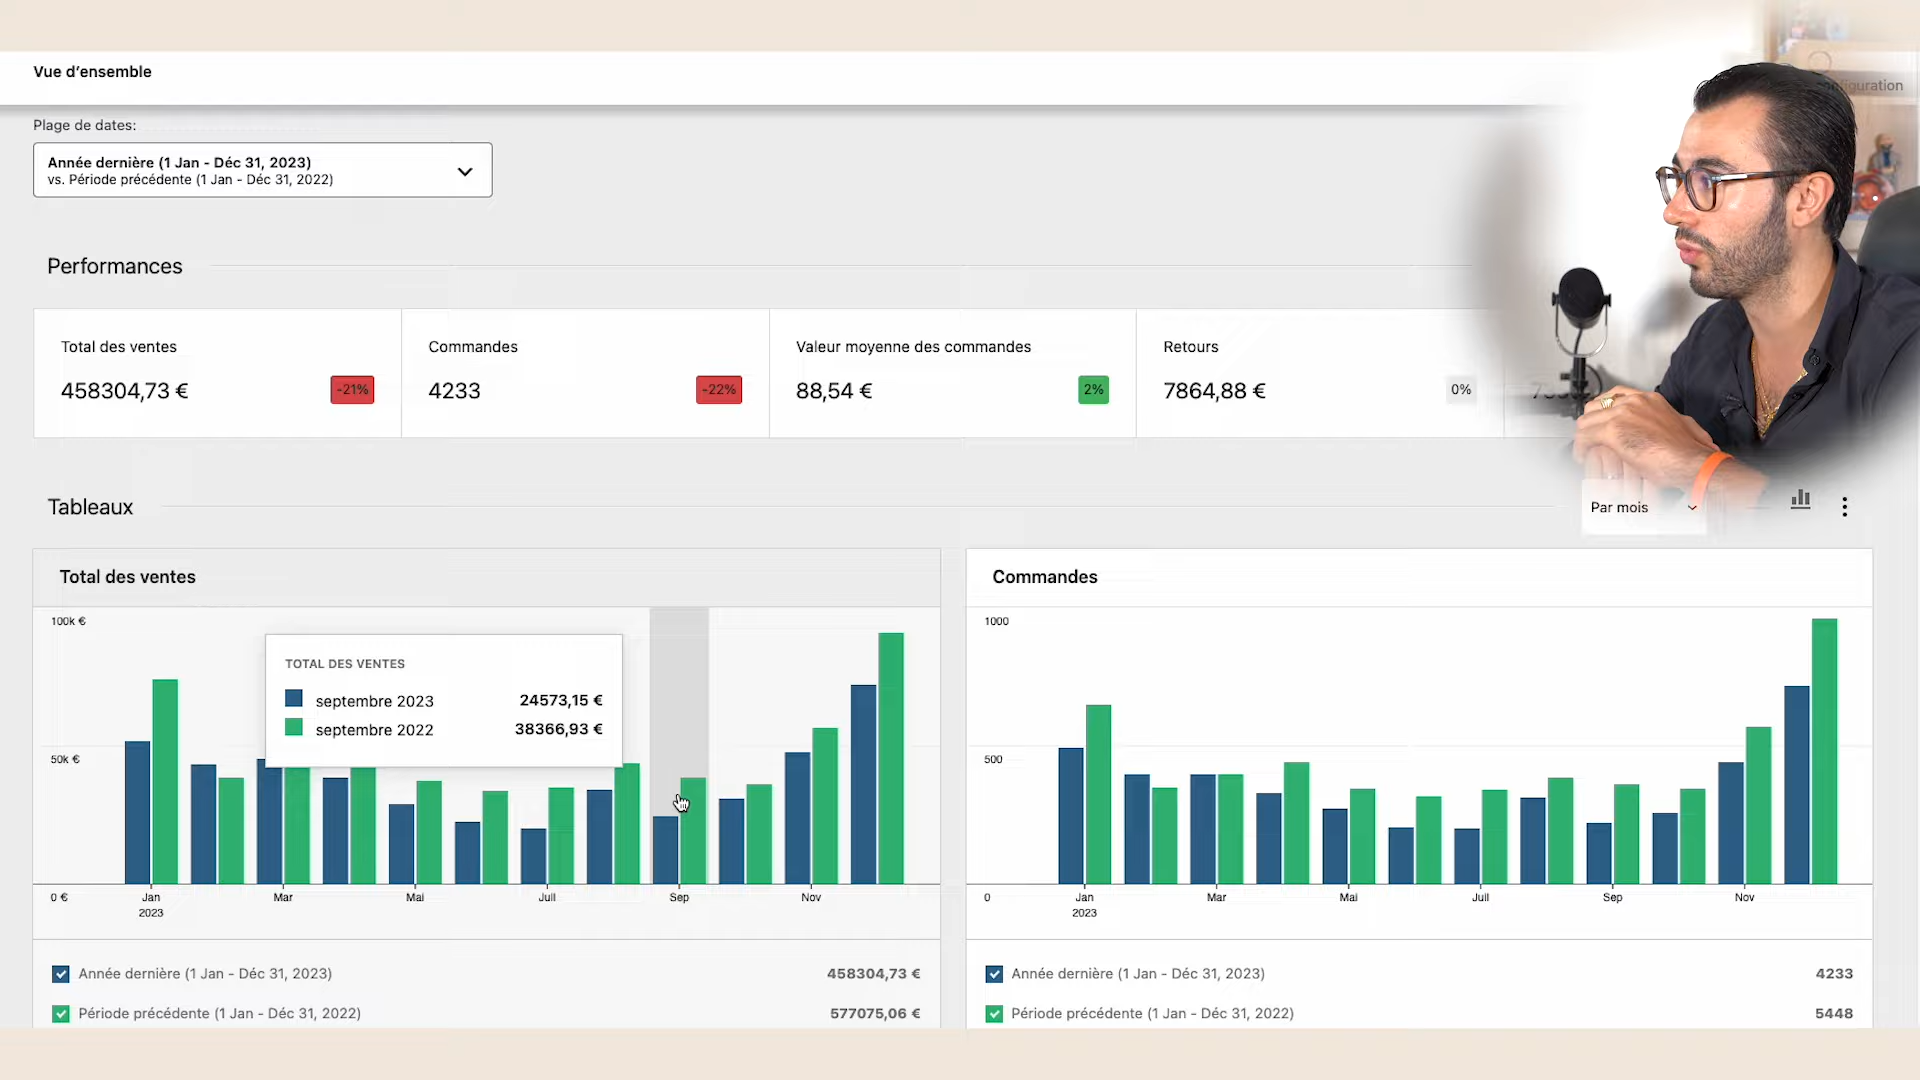 Vue d’ensemble
Plage de dates:
Année dernière (1 Jan - Déc 31, 2023)
vs. Période précédente (1 Jan - Déc 31, 2022)
Performances
Total des ventes
458304,73 €
-21%
Commandes
4233
-22%
Valeur moyenne des commandes
88,54 €
2%
Retours
7864,88 €
0%
Tableaux
Par mois
Total des ventes
100k €
50k €
0 €
TOTAL DES VENTES
septembre 2023
24573,15 €
septembre 2022
38366,93 €
Jan
2023
Mar
Mai
Juil
Sep
Nov
Année dernière (1 Jan - Déc 31, 2023)
458304,73 €
Période précédente (1 Jan - Déc 31, 2022)
577075,06 €
Commandes
1000
500
0
Jan
2023
Mar
Mai
Juil
Sep
Nov
Année dernière (1 Jan - Déc 31, 2023)
4233
Période précédente (1 Jan - Déc 31, 2022)
5448